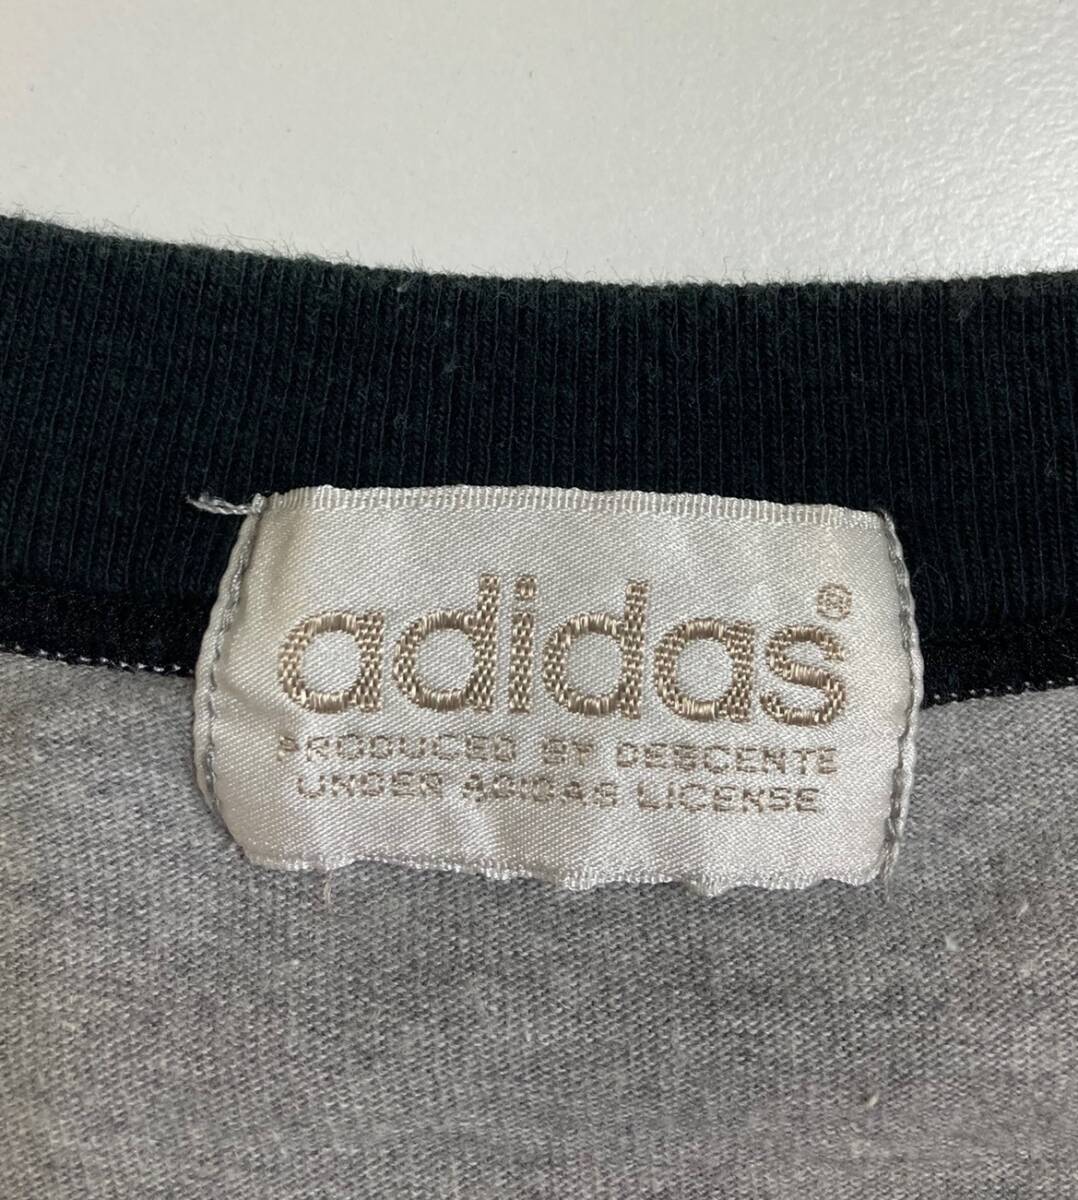 adidas®
PRODUCED BY DESCENTE
UNDER ADIDAS LICENSE